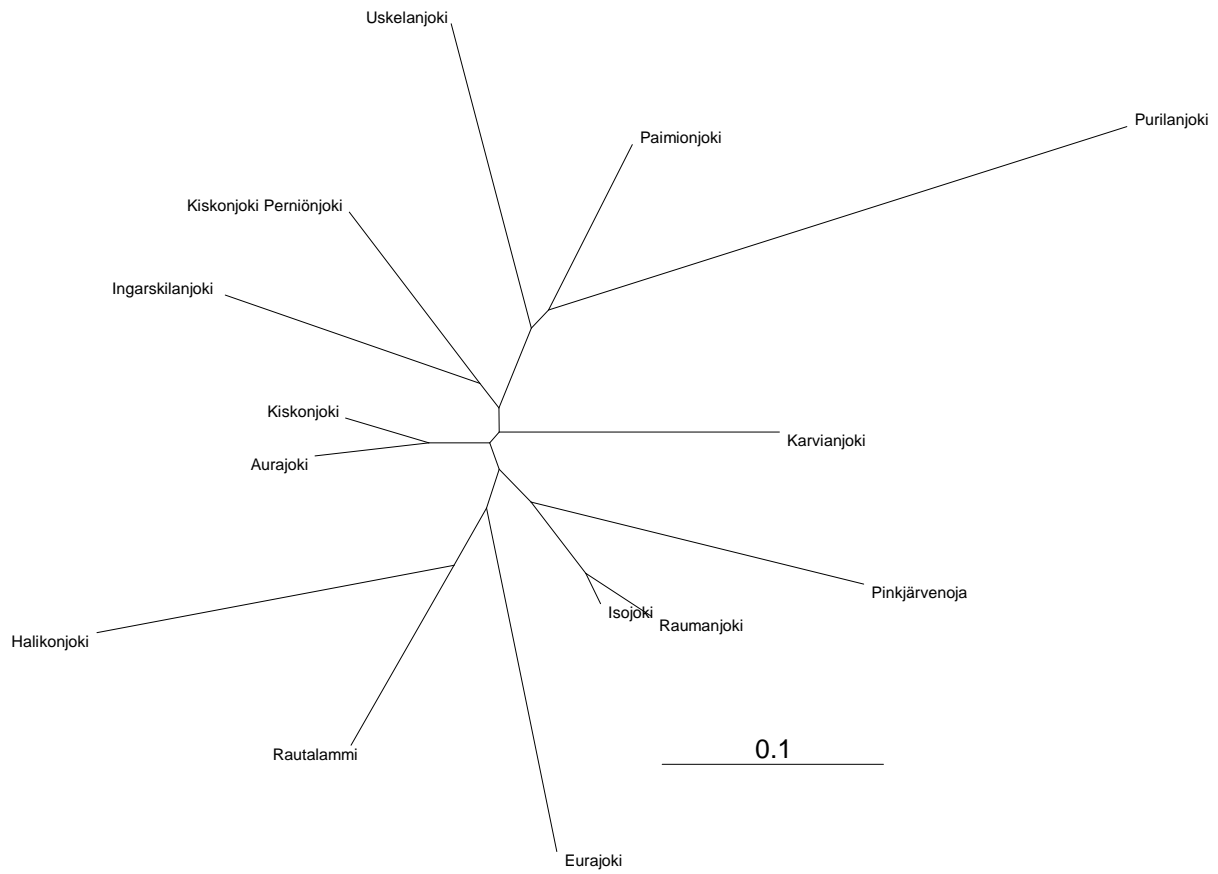 Uskelanjoki
Purilanjoki
Paimionjoki
Kiskonjoki Perniönjoki
Ingarskilanjoki
Kiskonjoki
Karvianjoki
Aurajoki
Pinkjärvenoja
Isojoki
Raumanjoki
Halikonjoki
Rautalammi
0.1
Eurajoki